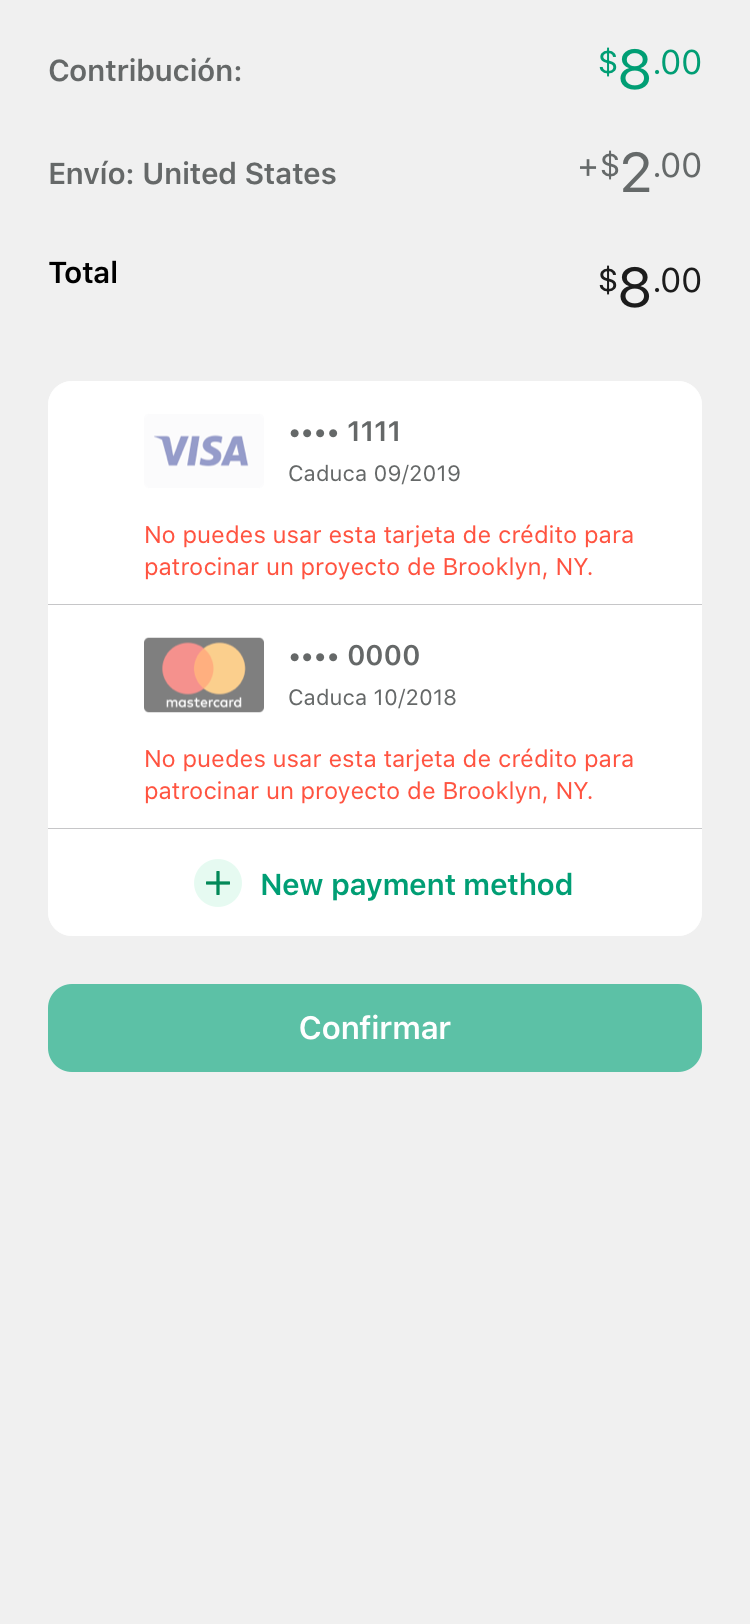 Contribución: $8.00
Envío: United States +$2.00
Total $8.00
VISA •••• 1111
Caduca 09/2019
No puedes usar esta tarjeta de crédito para
patrocinar un proyecto de Brooklyn, NY.
mastercard •••• 0000
Caduca 10/2018
No puedes usar esta tarjeta de crédito para
patrocinar un proyecto de Brooklyn, NY.
+ New payment method
Confirmar